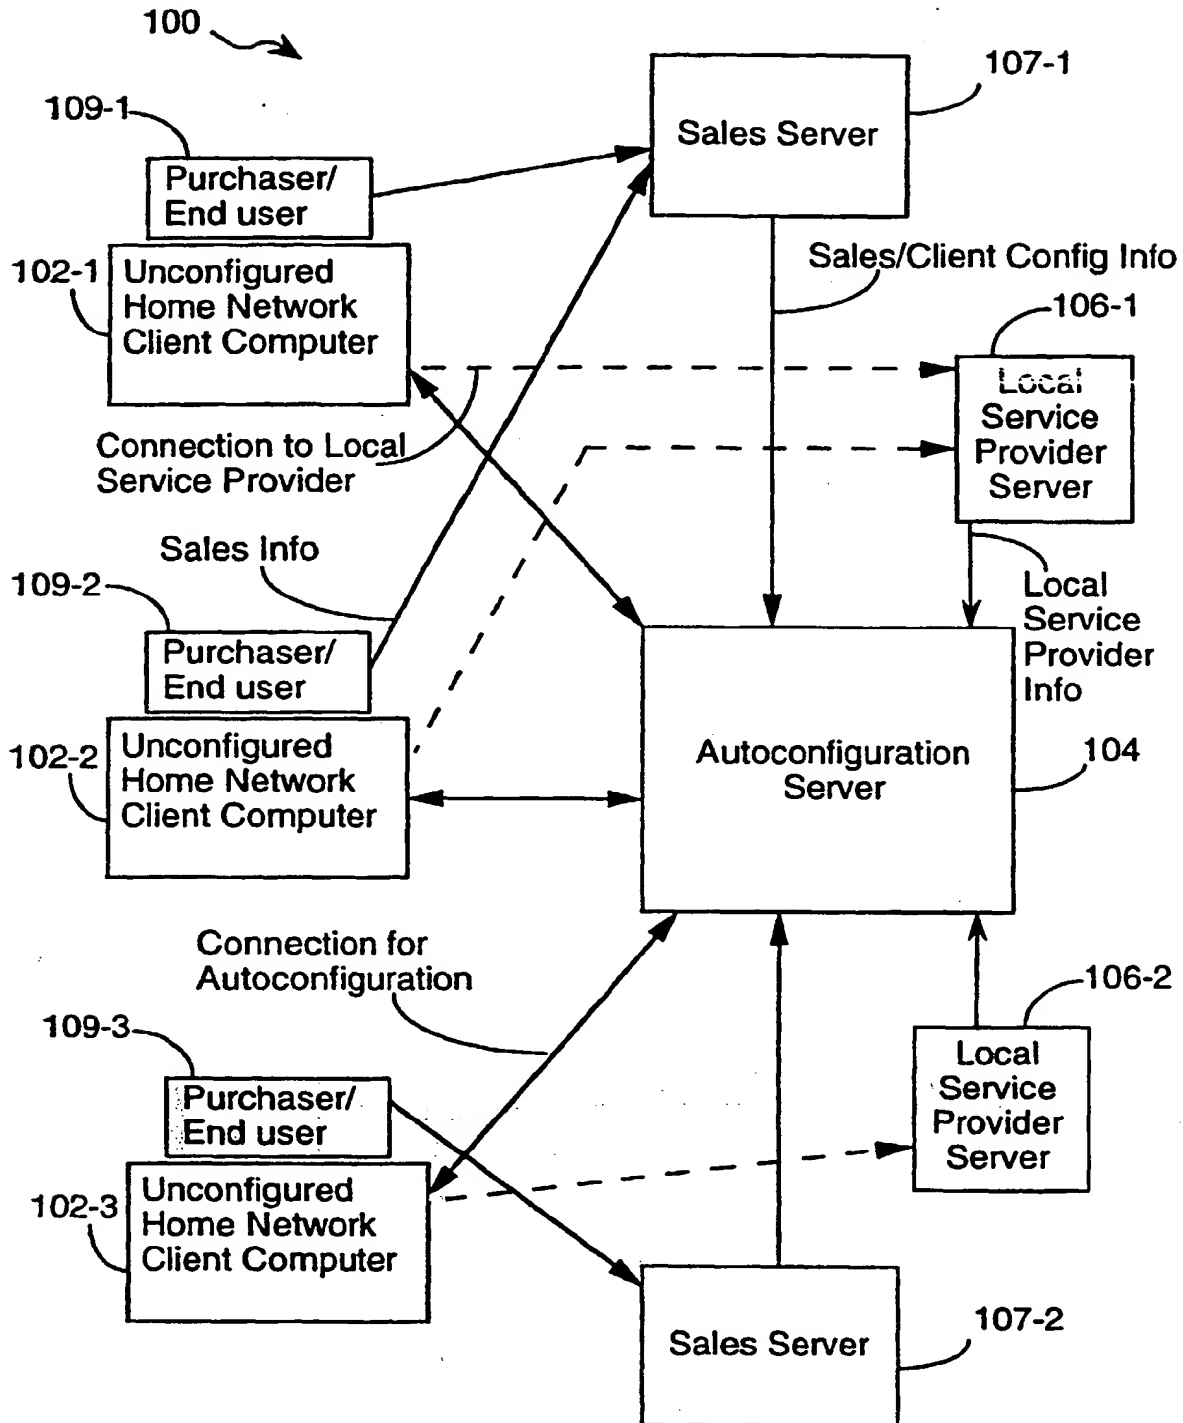 100
107-1
109-1
Sales Server
Purchaser/
End user
102-1
Unconfigured
Home Network
Client Computer
Sales/Client Config Info
106-1
Local
Service
Provider
Server
Connection to Local
Service Provider
Sales Info
109-2
Local
Service
Provider
Info
Purchaser/
End user
102-2
Unconfigured
Home Network
Client Computer
Autoconfiguration
Server
104
Connection for
Autoconfiguration
106-2
109-3
Local
Service
Provider
Server
Purchaser/
End user
102-3
Unconfigured
Home Network
Client Computer
107-2
Sales Server